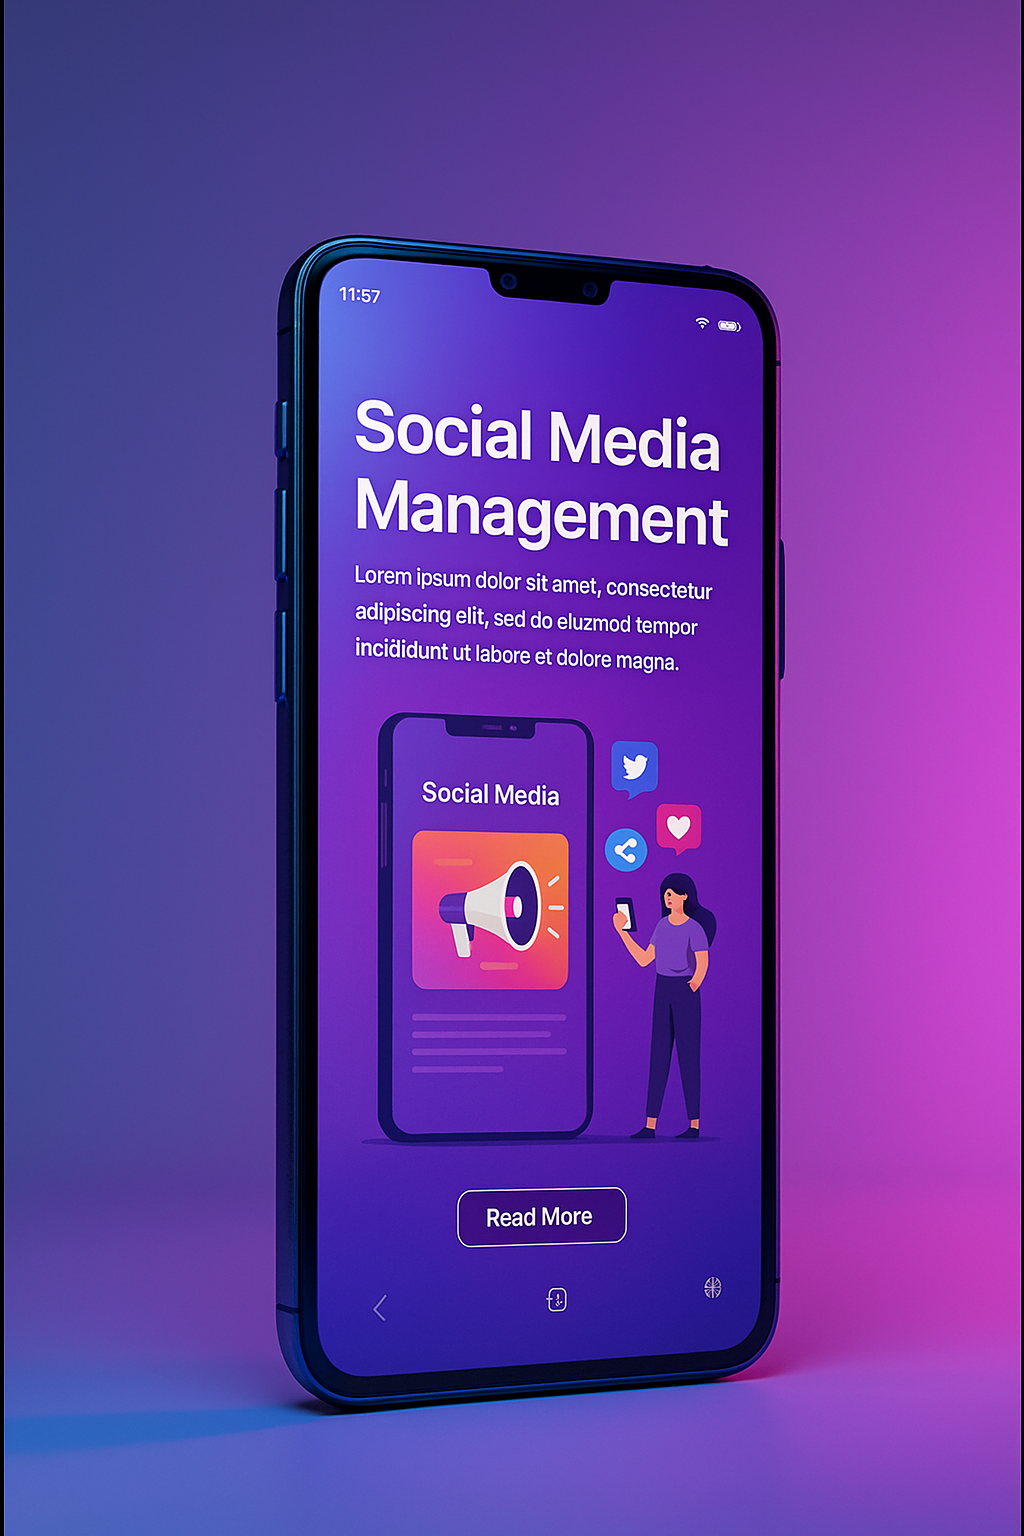 11:57
Social Media
Management
Lorem ipsum dolor sit amet, consectetur
adipiscing elit, sed do eluzmod tempor
incididunt ut labore et dolore magna.
Social Media
Read More